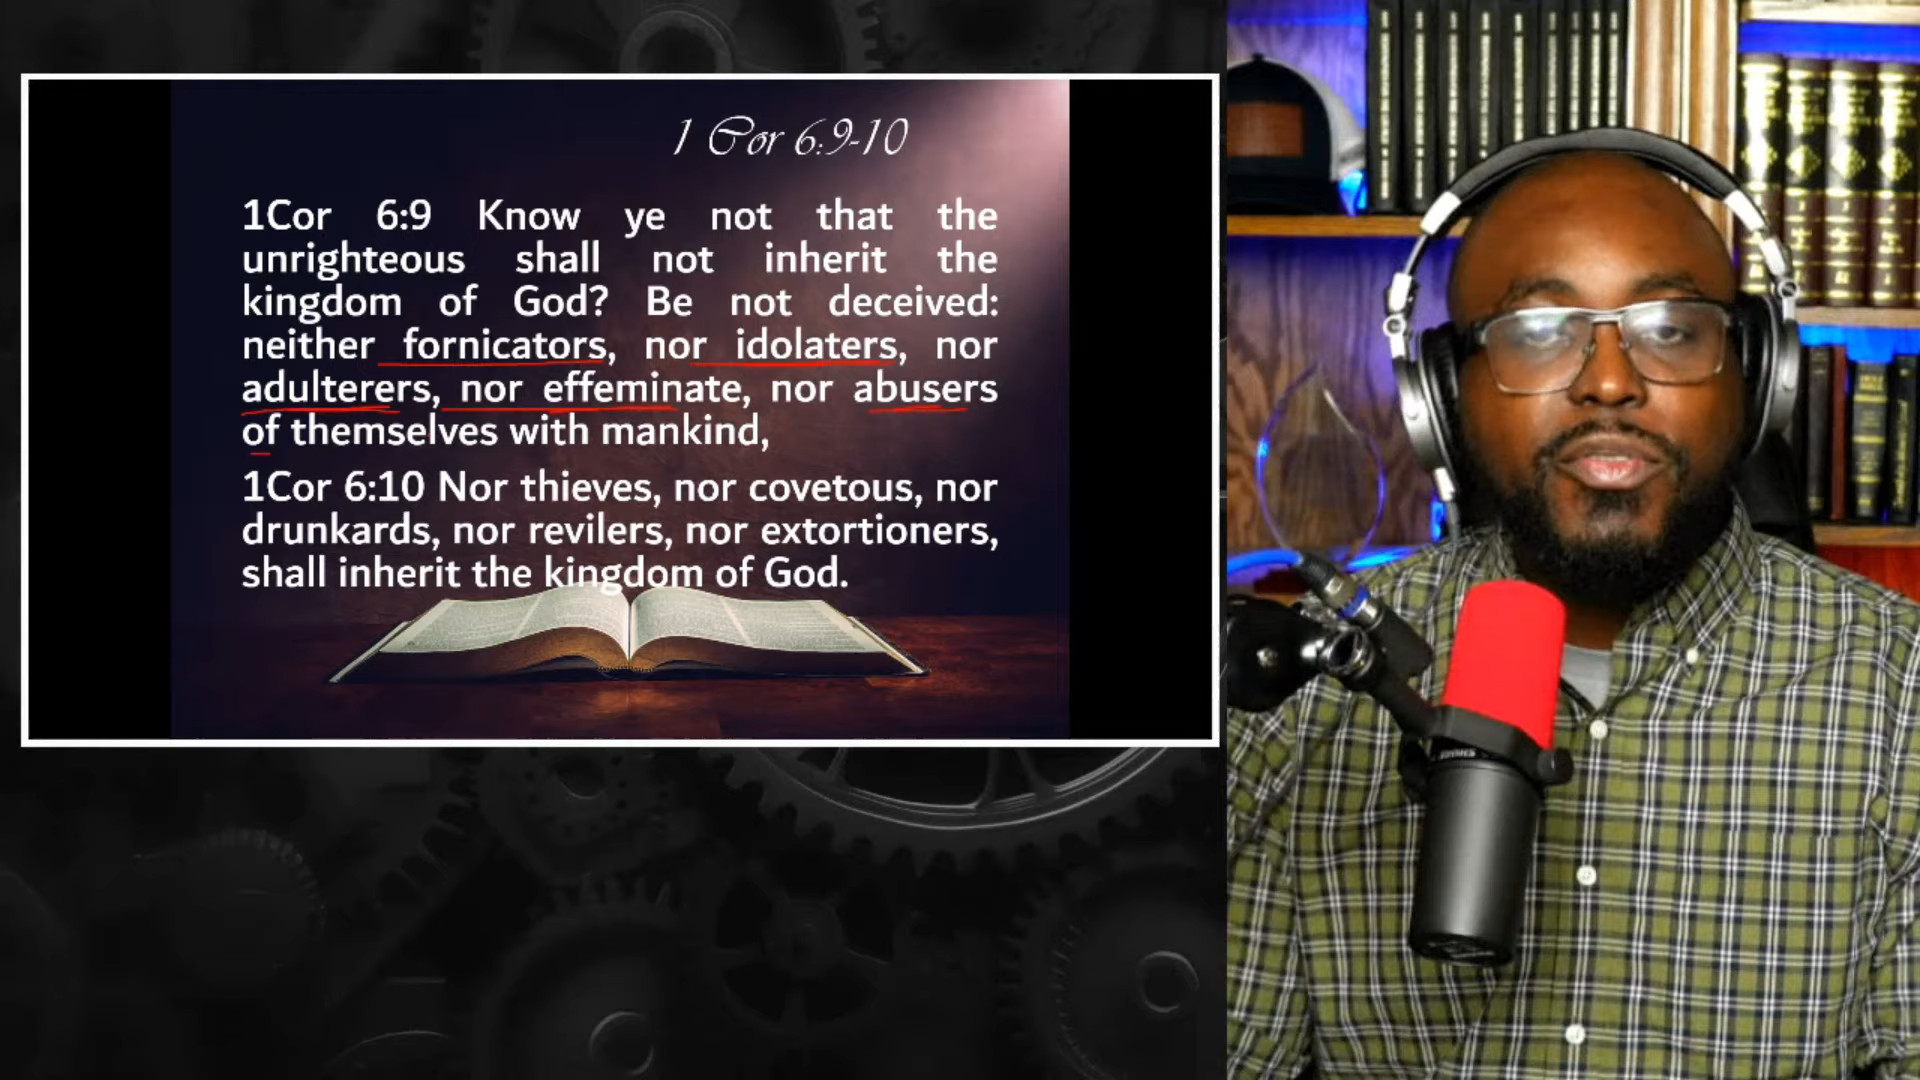 1 Cor 6:9-10
1Cor 6:9 Know ye not that the
unrighteous shall not inherit the
kingdom of God? Be not deceived:
neither fornicators, nor idolaters, nor
adulterers, nor effeminate, nor abusers
of themselves with mankind,
1Cor 6:10 Nor thieves, nor covetous, nor
drunkards, nor revilers, nor extortioners,
shall inherit the kingdom of God.